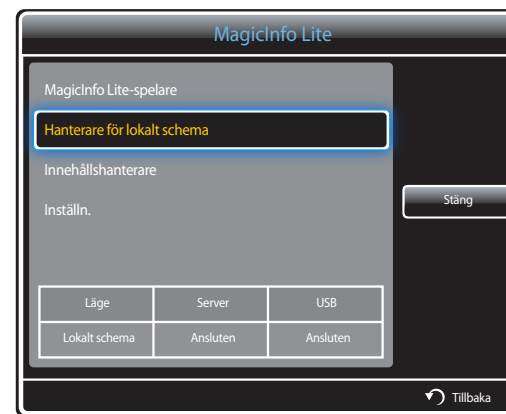 MagicInfo Lite
MagicInfo Lite-spelare
Hanterare för lokalt schema
Innehållshanterare
Inställn.
Stäng
Läge Server USB
Lokalt schema Ansluten Ansluten
Tillbaka